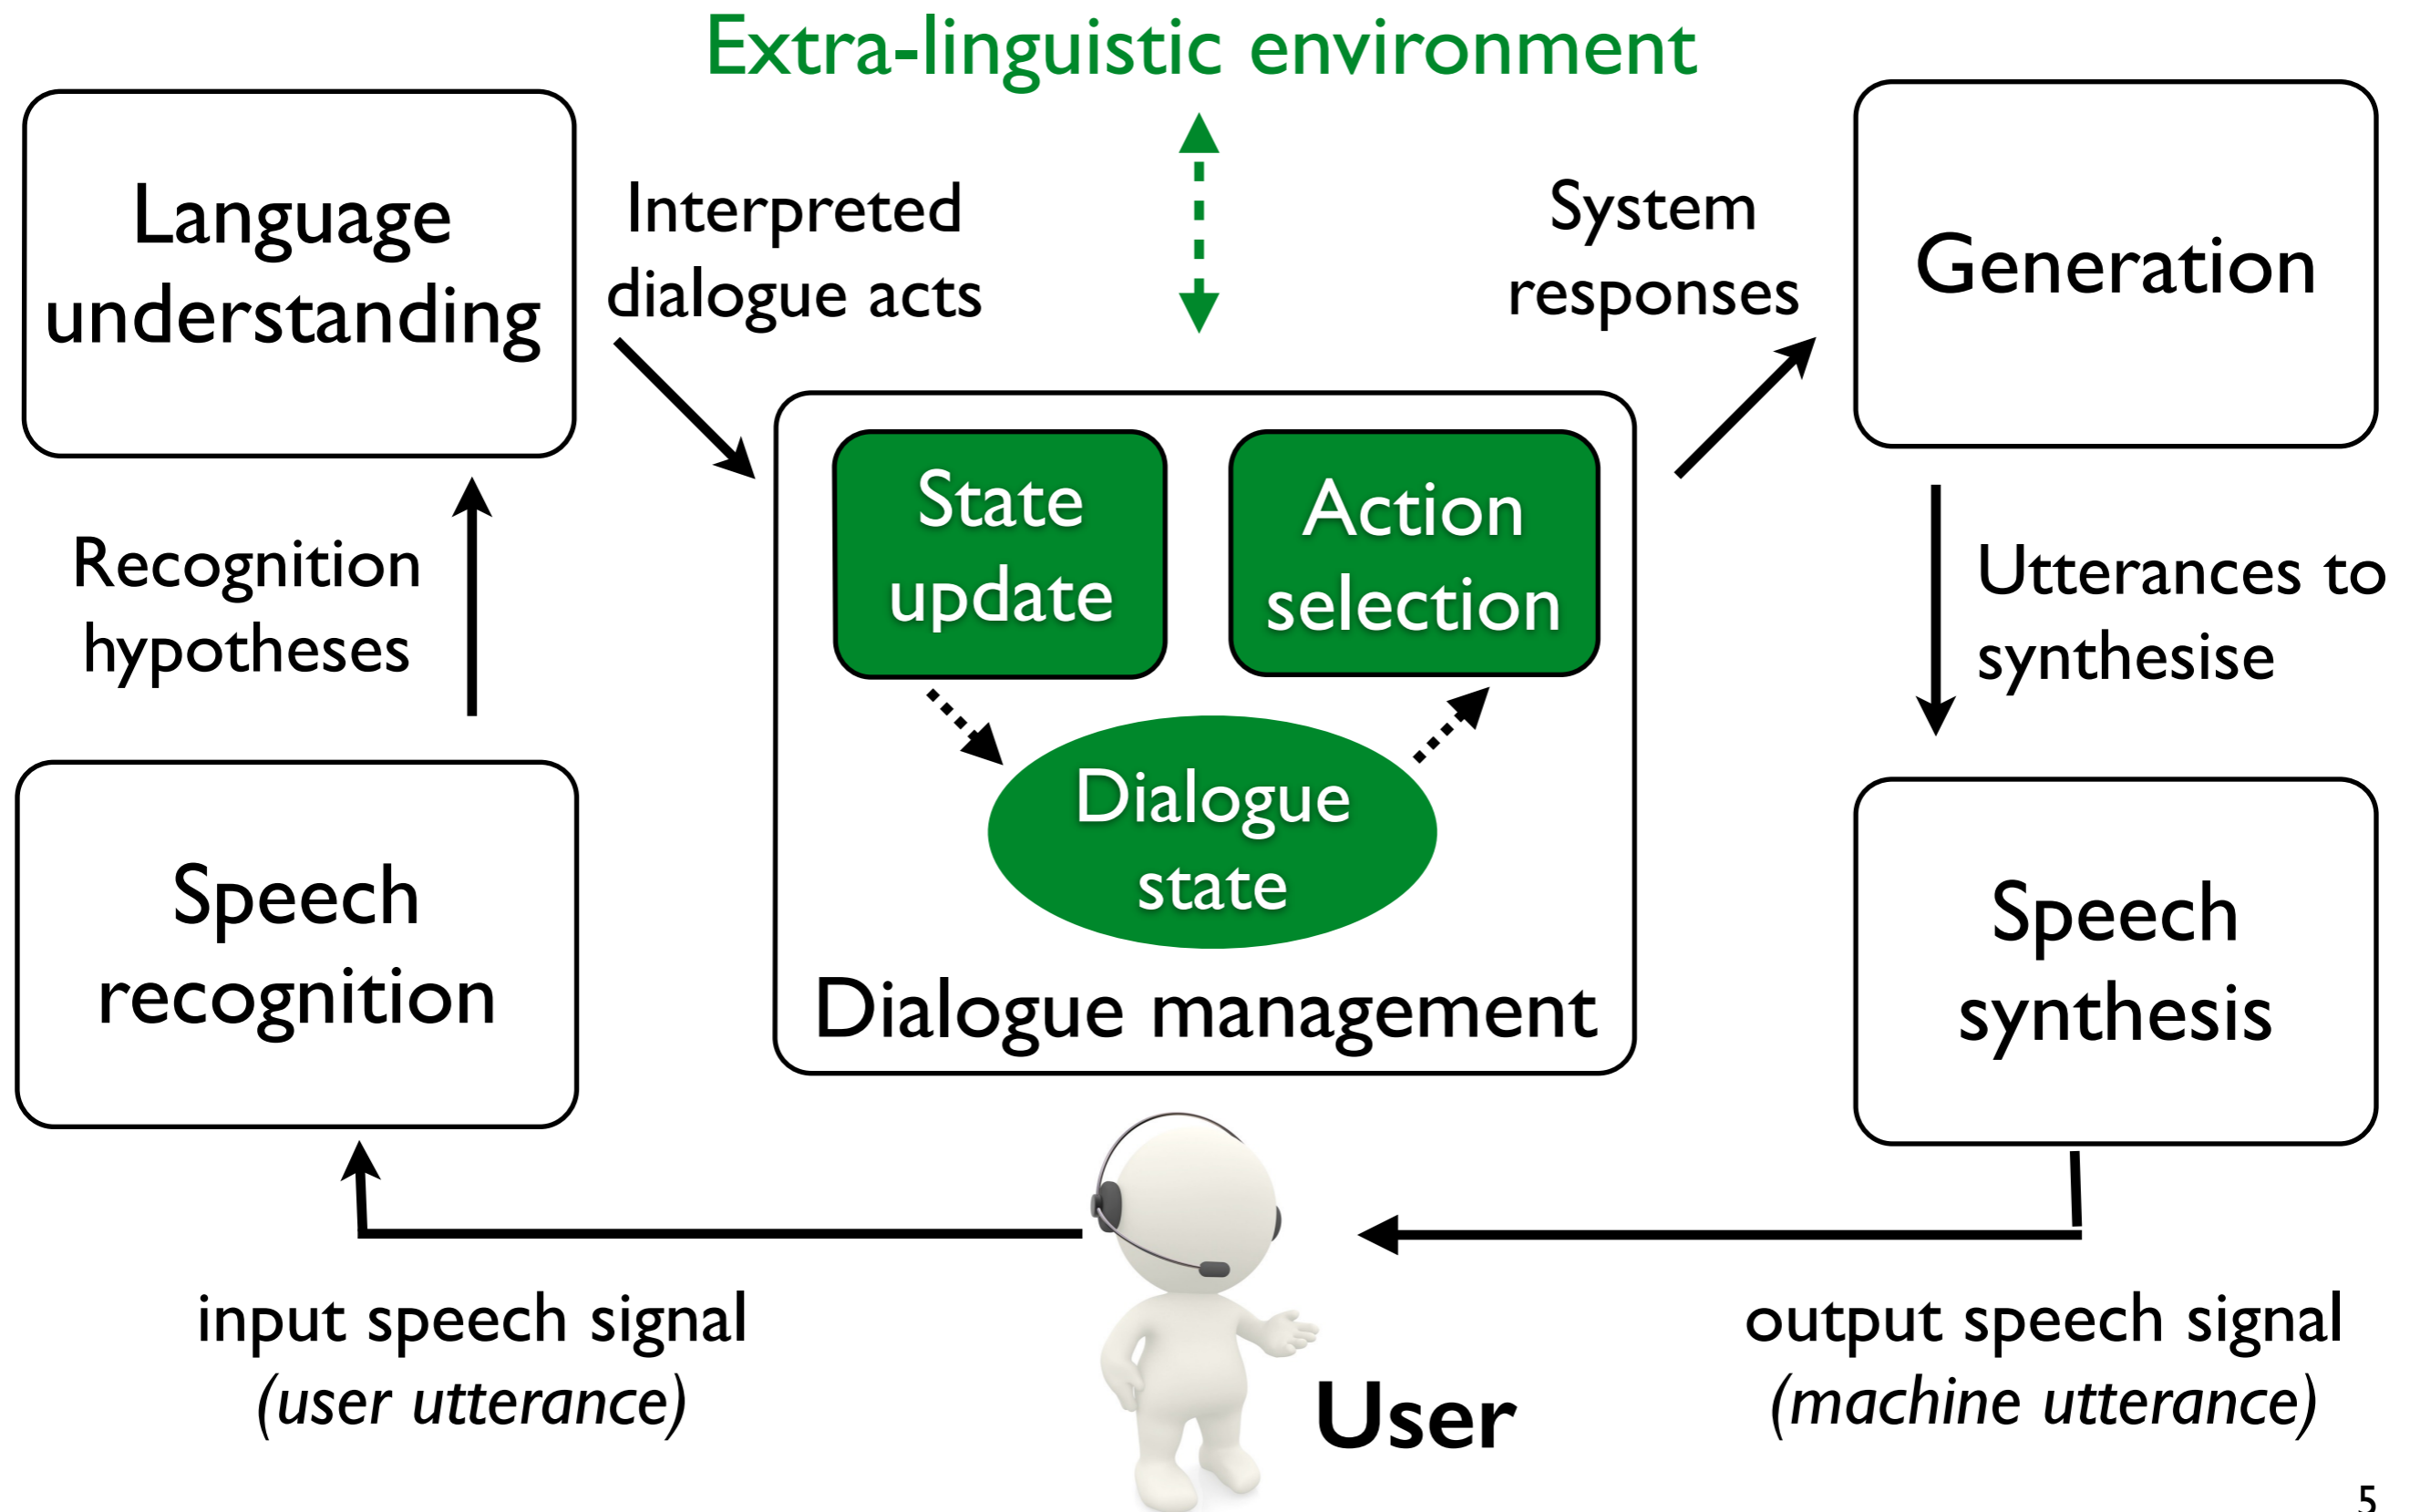 Extra-linguistic environment
Language
understanding
Interpreted
dialogue acts
System
responses
Generation
Recognition
hypotheses
State
update
Action
selection
Utterances to
synthesise
Dialogue
state
Dialogue management
Speech
recognition
Speech
synthesis
input speech signal
(user utterance)
User
output speech signal
(machine utterance)
5